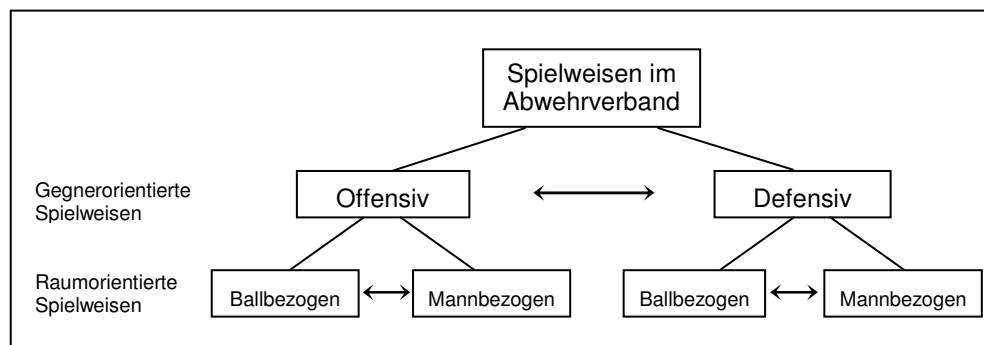 Spielweisen im
Abwehrverband
Gegnerorientierte
Spielweisen
Offensiv
Defensiv
Raumorientierte
Spielweisen
Ballbezogen
Mannbezogen
Ballbezogen
Mannbezogen